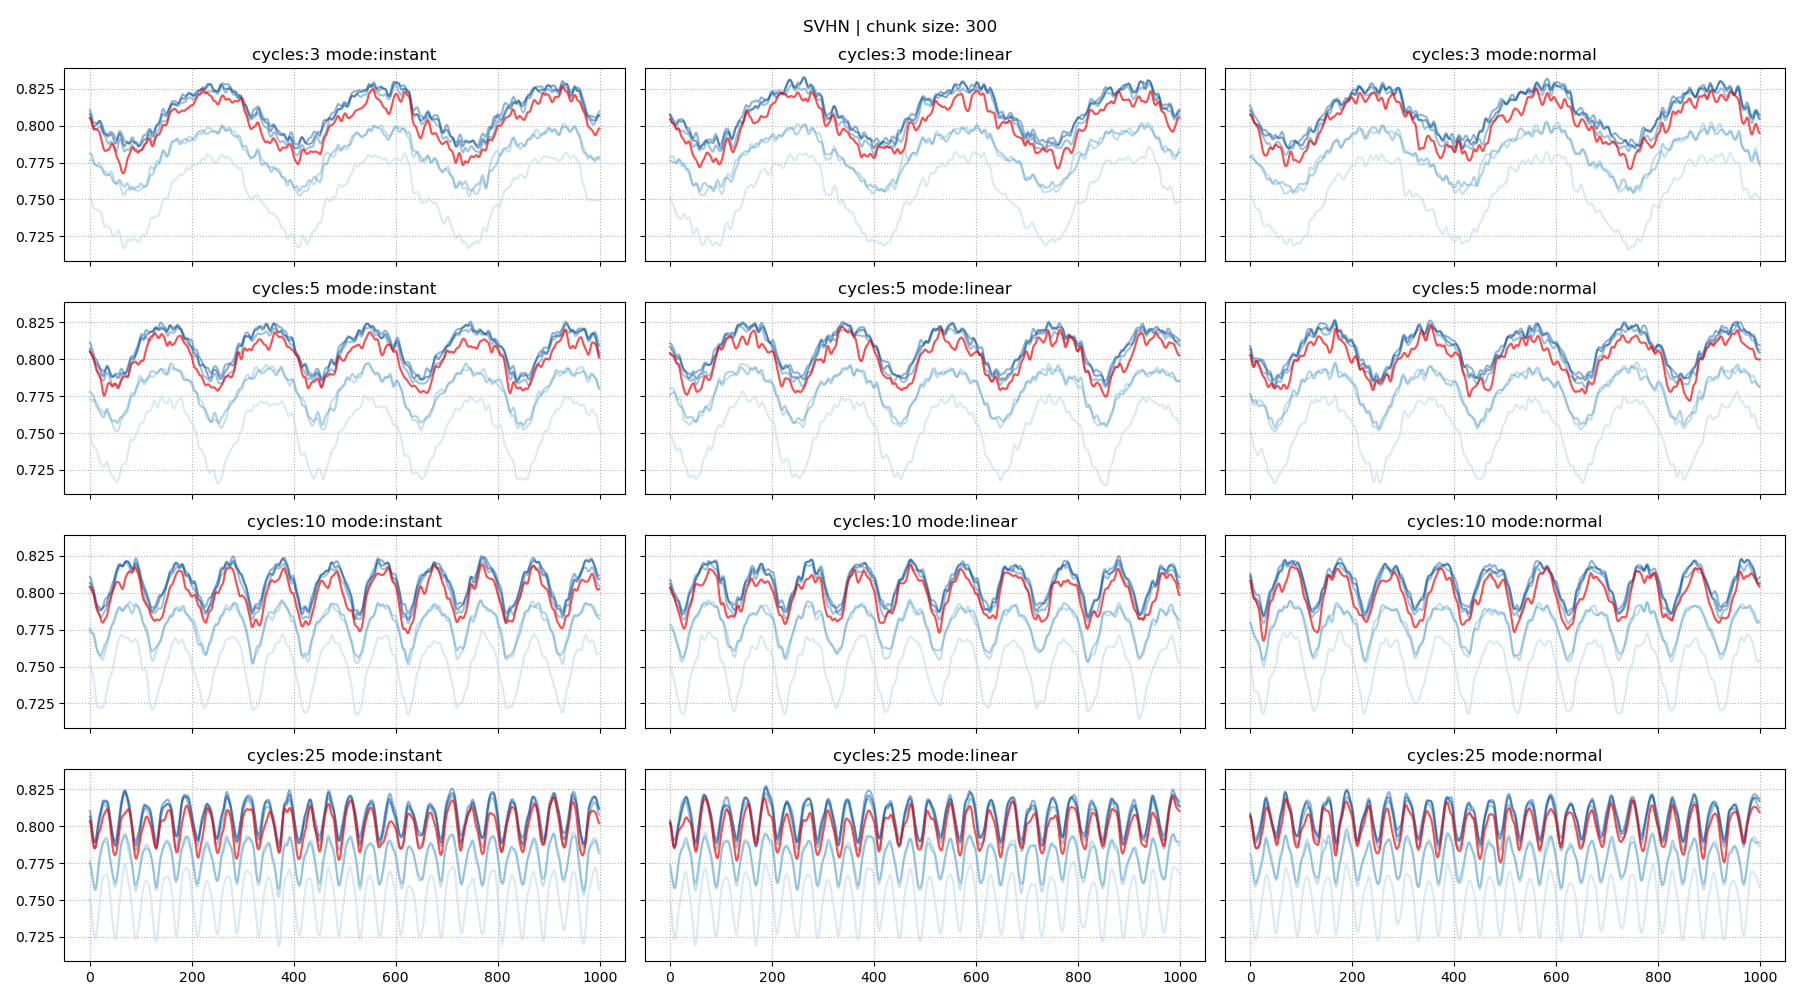 SVHN | chunk size: 300
cycles:3 mode:instant
cycles:3 mode:linear
cycles:3 mode:normal
0.825
0.800
0.775
0.750
0.725
cycles:5 mode:instant
cycles:5 mode:linear
cycles:5 mode:normal
0.825
0.800
0.775
0.750
0.725
cycles:10 mode:instant
cycles:10 mode:linear
cycles:10 mode:normal
0.825
0.800
0.775
0.750
0.725
cycles:25 mode:instant
cycles:25 mode:linear
cycles:25 mode:normal
0.825
0.800
0.775
0.750
0.725
0 200 400 600 800 1000
0 200 400 600 800 1000
0 200 400 600 800 1000